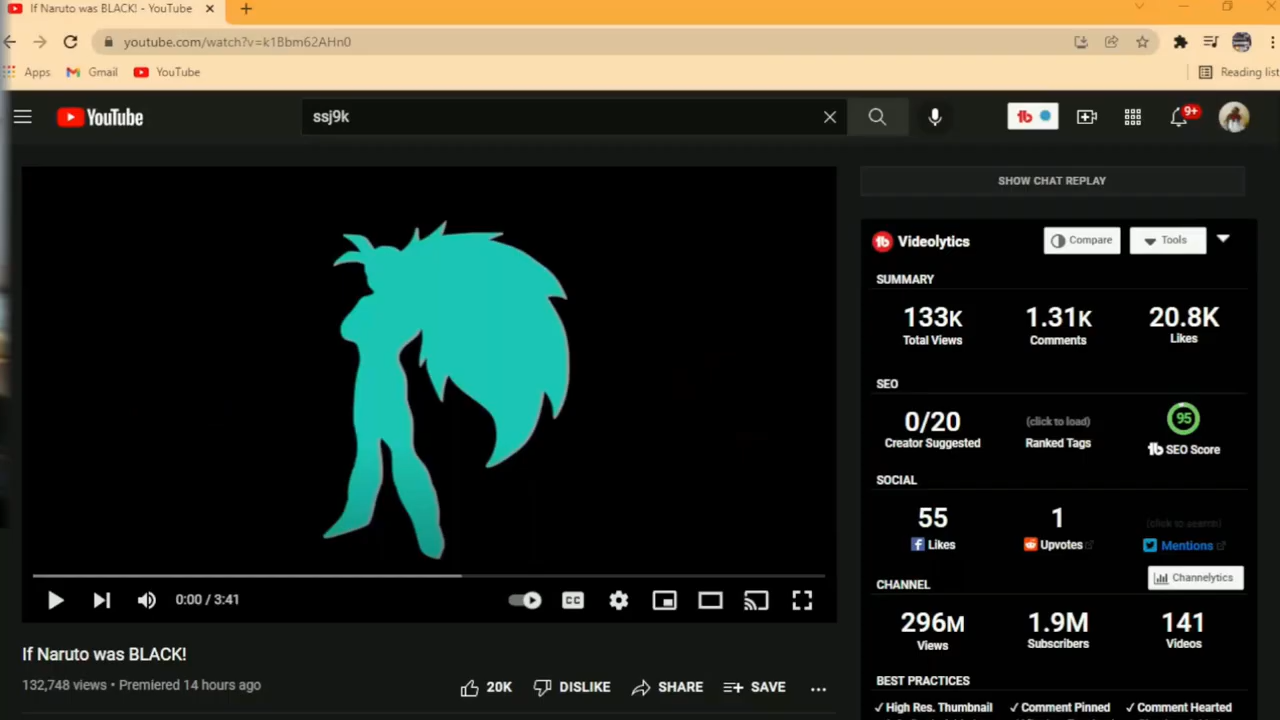 If Naruto was BLACK! - YouTube
youtube.com/watch?v=k1Bbm62AHn0
Apps Gmail YouTube Reading list
YouTube ssj9k 9+
SHOW CHAT REPLAY
Videolytics Compare Tools
SUMMARY
133K 1.31K 20.8K
Total Views Comments Likes
SEO
0/20 (click to load) 95
Creator Suggested Ranked Tags SEO Score
SOCIAL
55 1 (click to search)
Likes Upvotes Mentions
CHANNEL Channelytics
296M 1.9M 141
Views Subscribers Videos
BEST PRACTICES
✓ High Res. Thumbnail ✓ Comment Pinned ✓ Comment Hearted
0:00 / 3:41 CC
If Naruto was BLACK!
132,748 views • Premiered 14 hours ago 20K DISLIKE SHARE SAVE